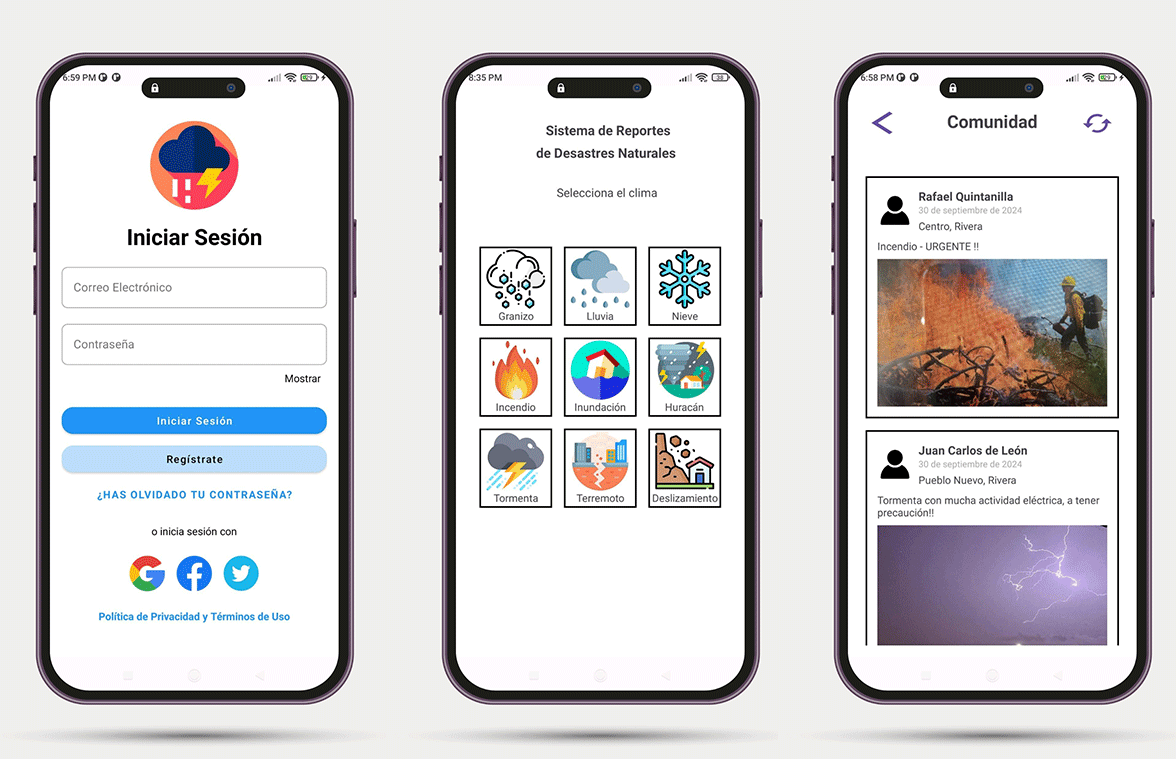 6:59 PM
29
Iniciar Sesión
Correo Electrónico
Contraseña
Mostrar
Iniciar Sesión
Regístrate
¿HAS OLVIDADO TU CONTRASEÑA?
o inicia sesión con
Política de Privacidad y Términos de Uso
8:35 PM
38
Sistema de Reportes
de Desastres Naturales
Selecciona el clima
Granizo
Lluvia
Nieve
Incendio
Inundación
Huracán
Tormenta
Terremoto
Deslizamiento
6:58 PM
29
Comunidad
Rafael Quintanilla
30 de septiembre de 2024
Centro, Rivera
Incendio - URGENTE !!
Juan Carlos de León
30 de septiembre de 2024
Pueblo Nuevo, Rivera
Tormenta con mucha actividad eléctrica, a tener
precaución!!